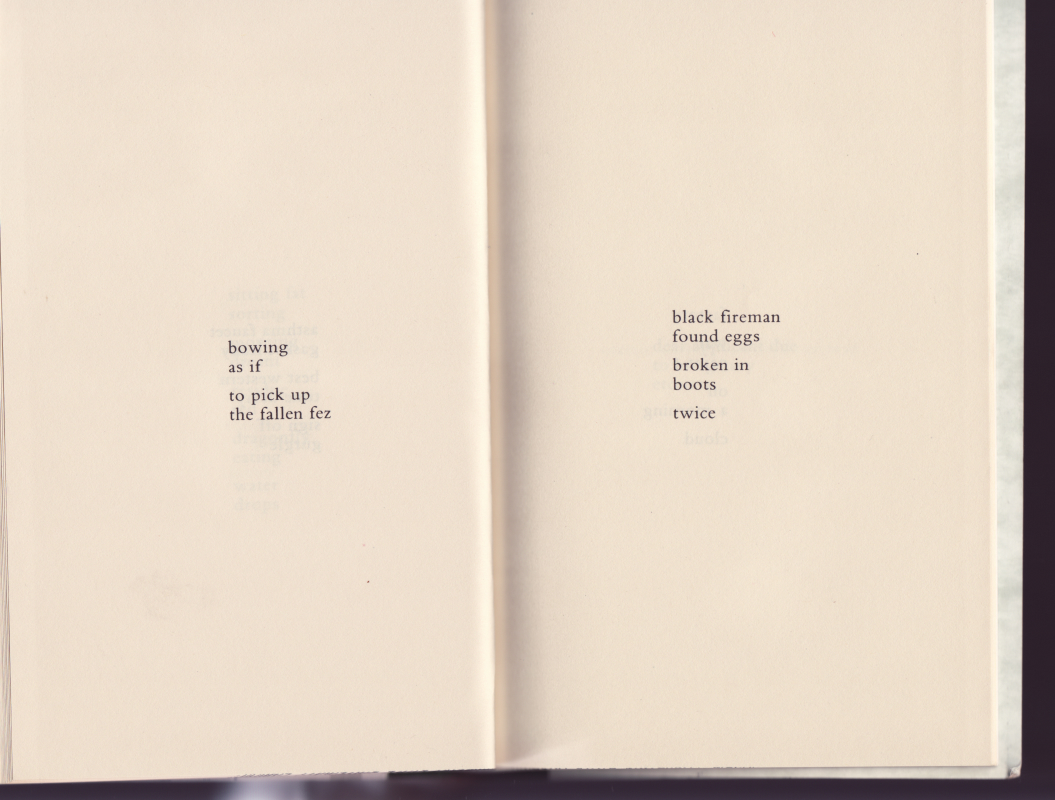 bowing
as if
to pick up
the fallen fez
black fireman
found eggs
broken in
boots
twice